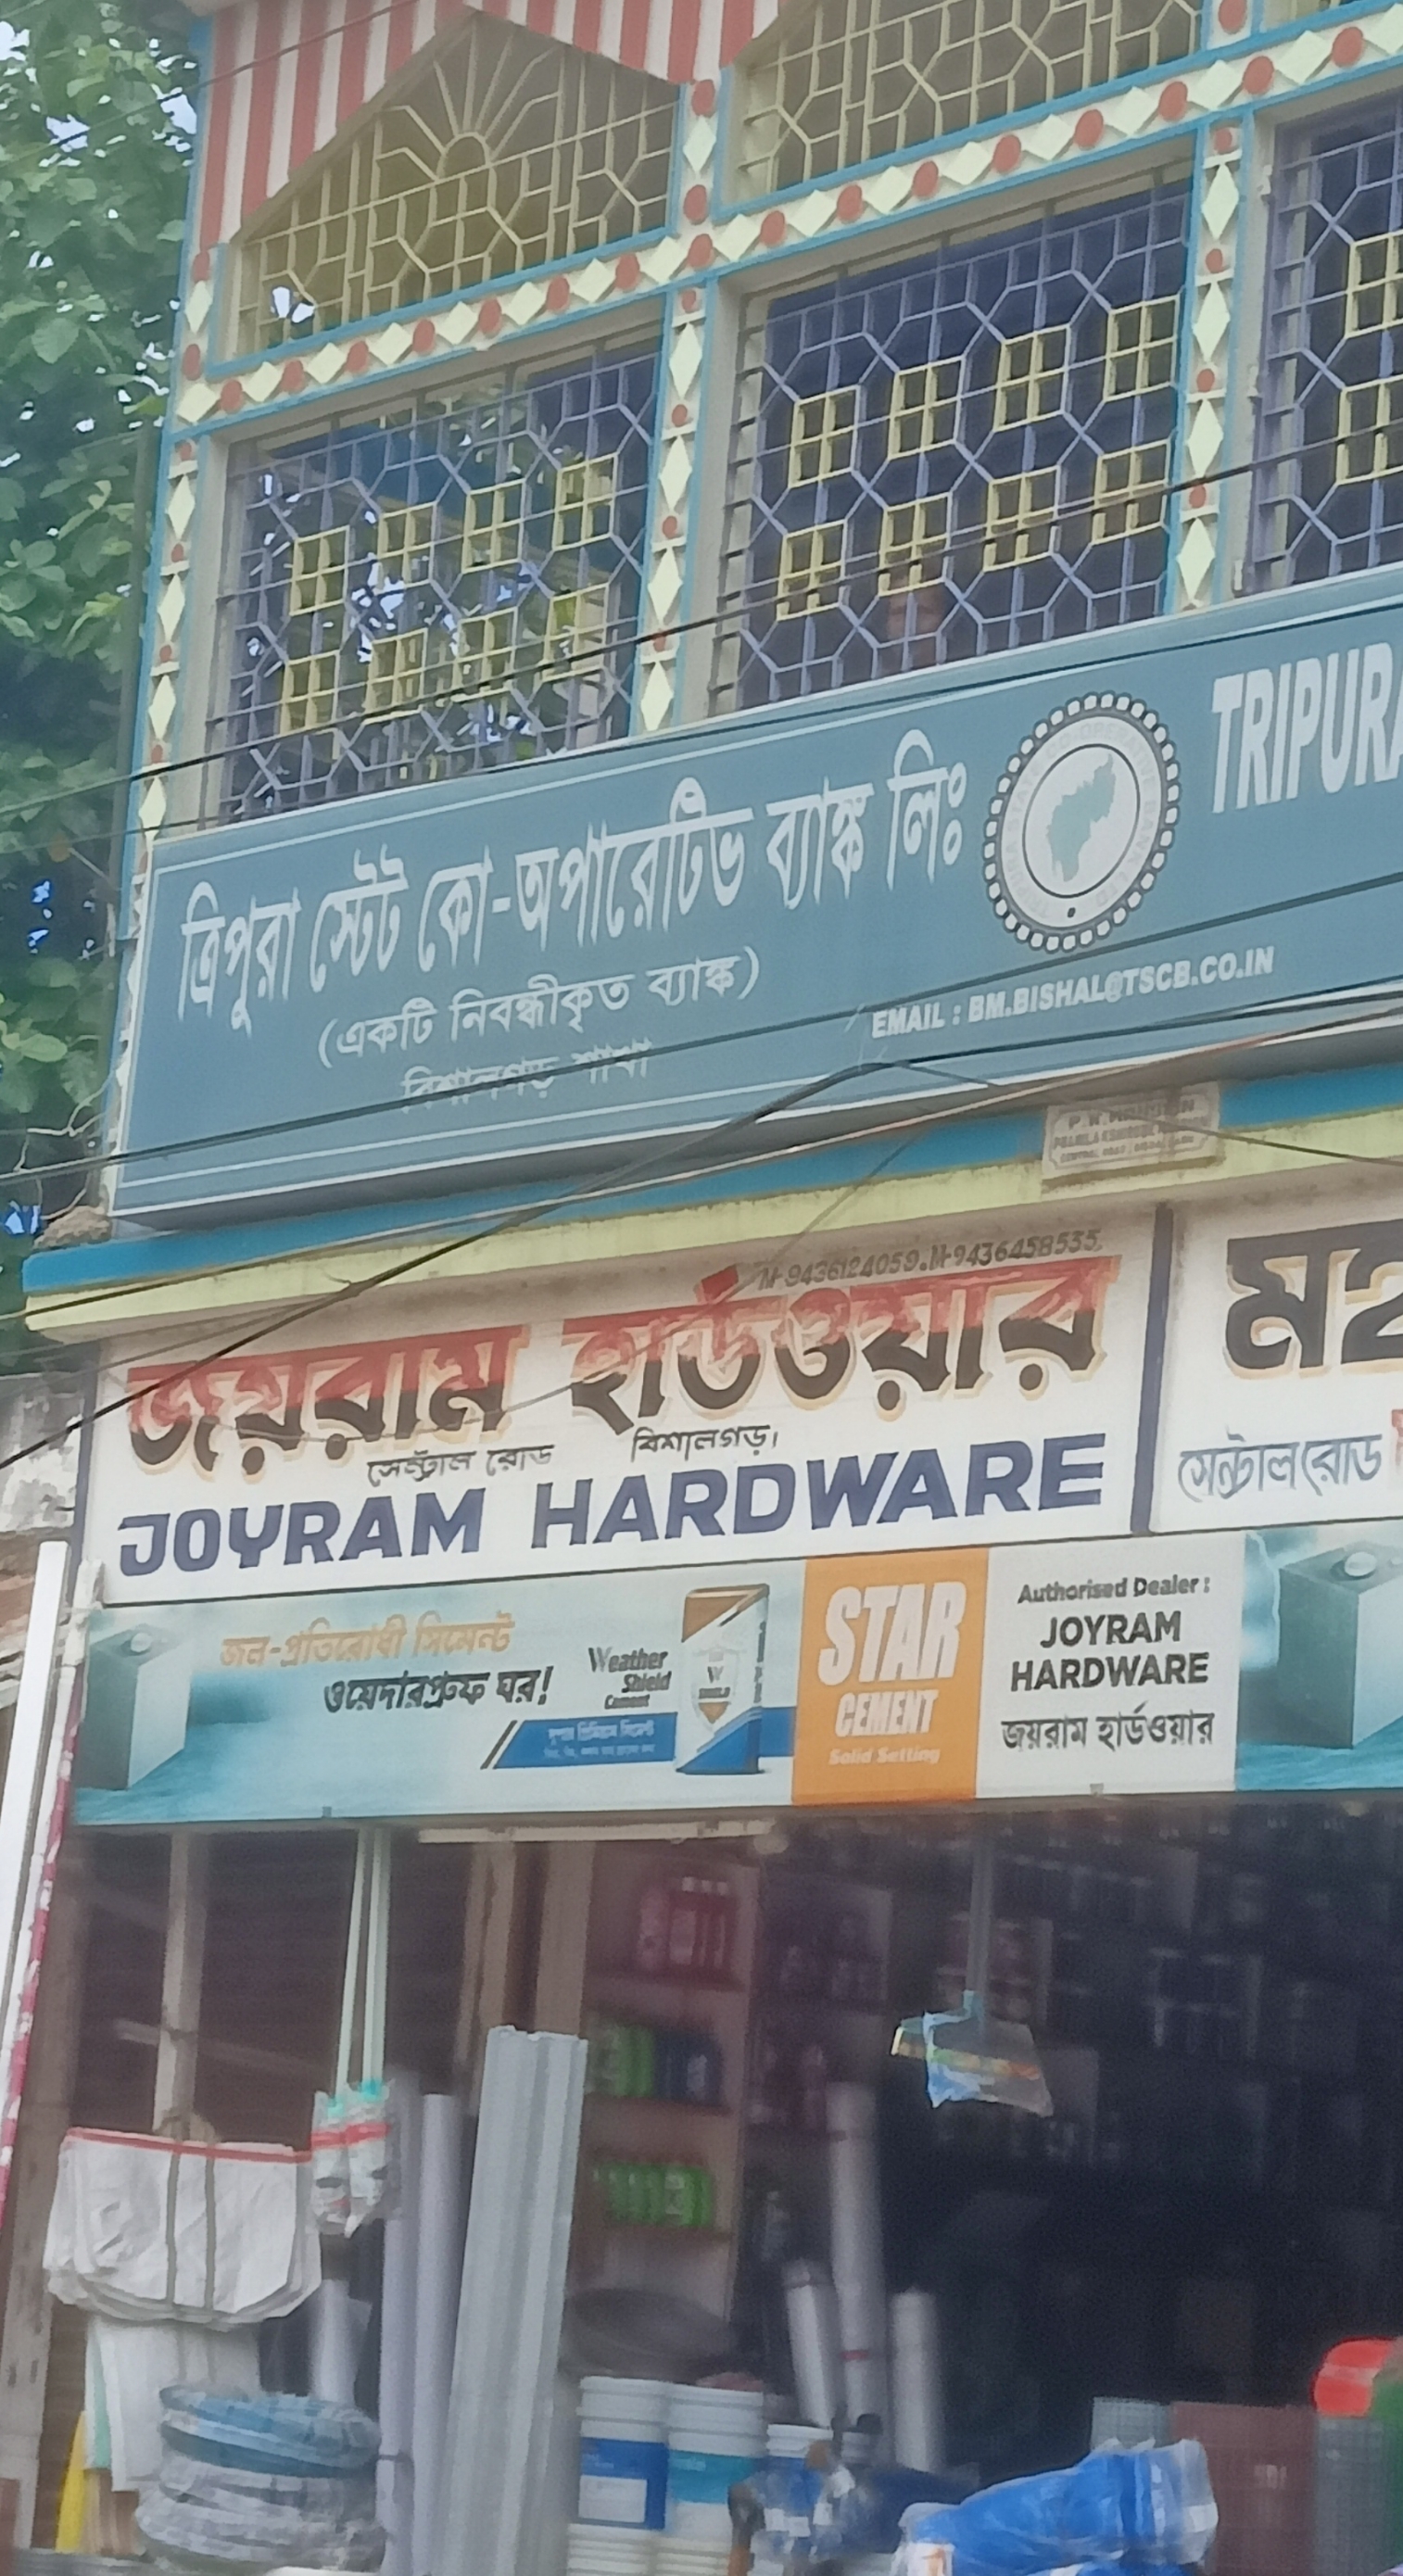 ত্রিপুরা স্টেট কো-অপারেটিভ ব্যাঙ্ক লিঃ
TRIPURA
(একটি নিবন্ধীকৃত ব্যাঙ্ক)
বিশালগড় শাখা
EMAIL : BM.BISHAL@TSCB.CO.IN
M-9436124059.M-9436458535.
জয়রাম হার্ডওয়ার
সেন্ট্রাল রোড বিশালগড়।
JOYRAM HARDWARE
সেন্ট্রাল রোড
জল-প্রতিরোধী সিমেন্ট
ওয়েদারপ্রুফ ঘর!
Weather
Shield
Cement
STAR
CEMENT
Solid Setting
Authorised Dealer :
JOYRAM
HARDWARE
জয়রাম হার্ডওয়ার